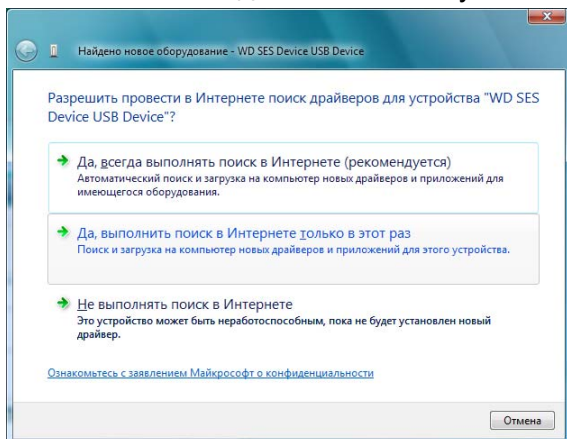 Найдено новое оборудование - WD SES Device USB Device
Разрешить провести в Интернете поиск драйверов для устройства "WD SES
Device USB Device"?
Да, всегда выполнять поиск в Интернете (рекомендуется)
Автоматический поиск и загрузка на компьютер новых драйверов и приложений для
имеющегося оборудования.
Да, выполнить поиск в Интернете только в этот раз
Поиск и загрузка на компьютер новых драйверов и приложений для этого устройства.
Не выполнять поиск в Интернете
Это устройство может быть неработоспособным, пока не будет установлен новый
драйвер.
Ознакомьтесь с заявлением Майкрософт о конфиденциальности
Отмена